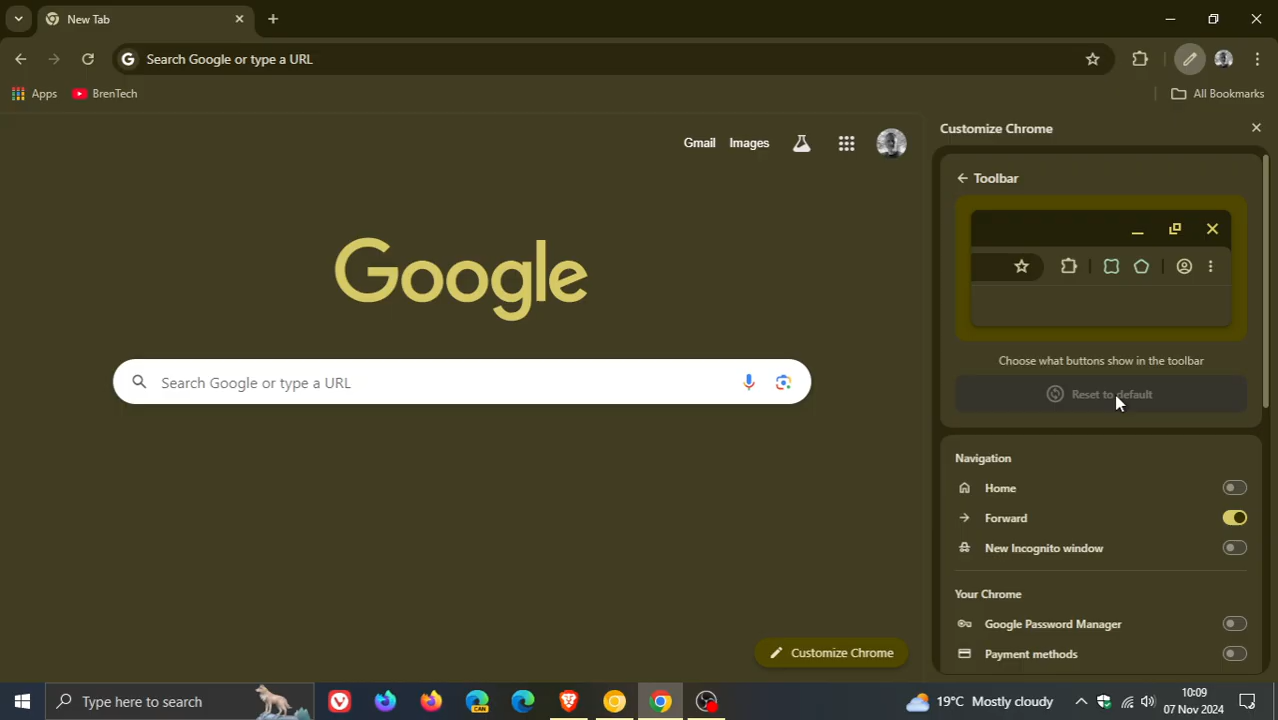 New Tab
Search Google or type a URL
Apps
BrenTech
All Bookmarks
Gmail
Images
Google
Search Google or type a URL
Customize Chrome
Customize Chrome
Toolbar
Choose what buttons show in the toolbar
Reset to default
Navigation
Home
Forward
New Incognito window
Your Chrome
Google Password Manager
Payment methods
Type here to search
CAN
19°C Mostly cloudy
10:09
07 Nov 2024